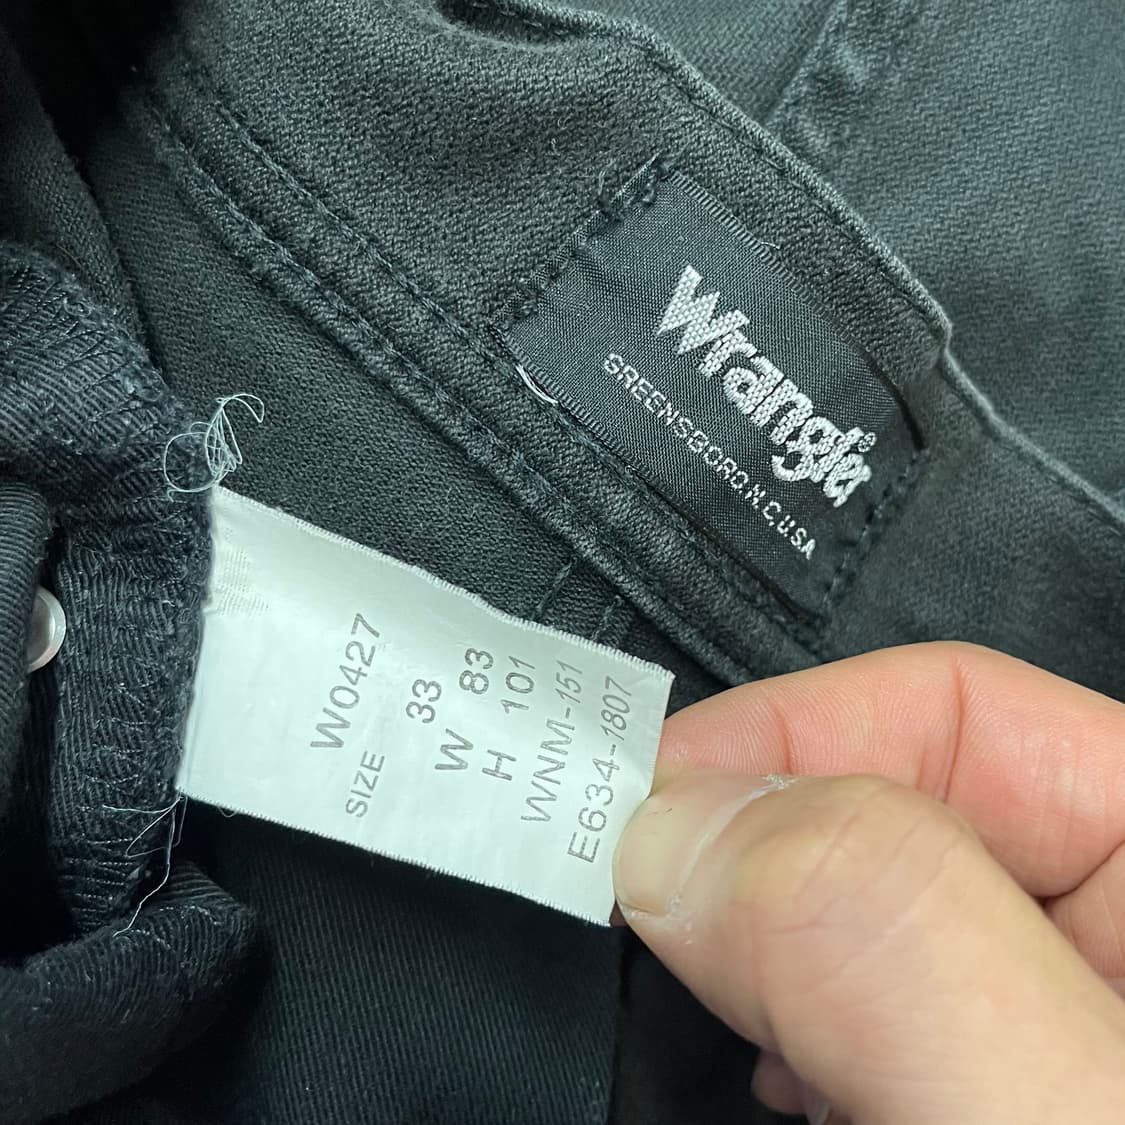 Wrangler®
GREENSBORO.N.C.U.S.A
W0427
SIZE
33
W 83
H 101
WNM-151
E634-1807